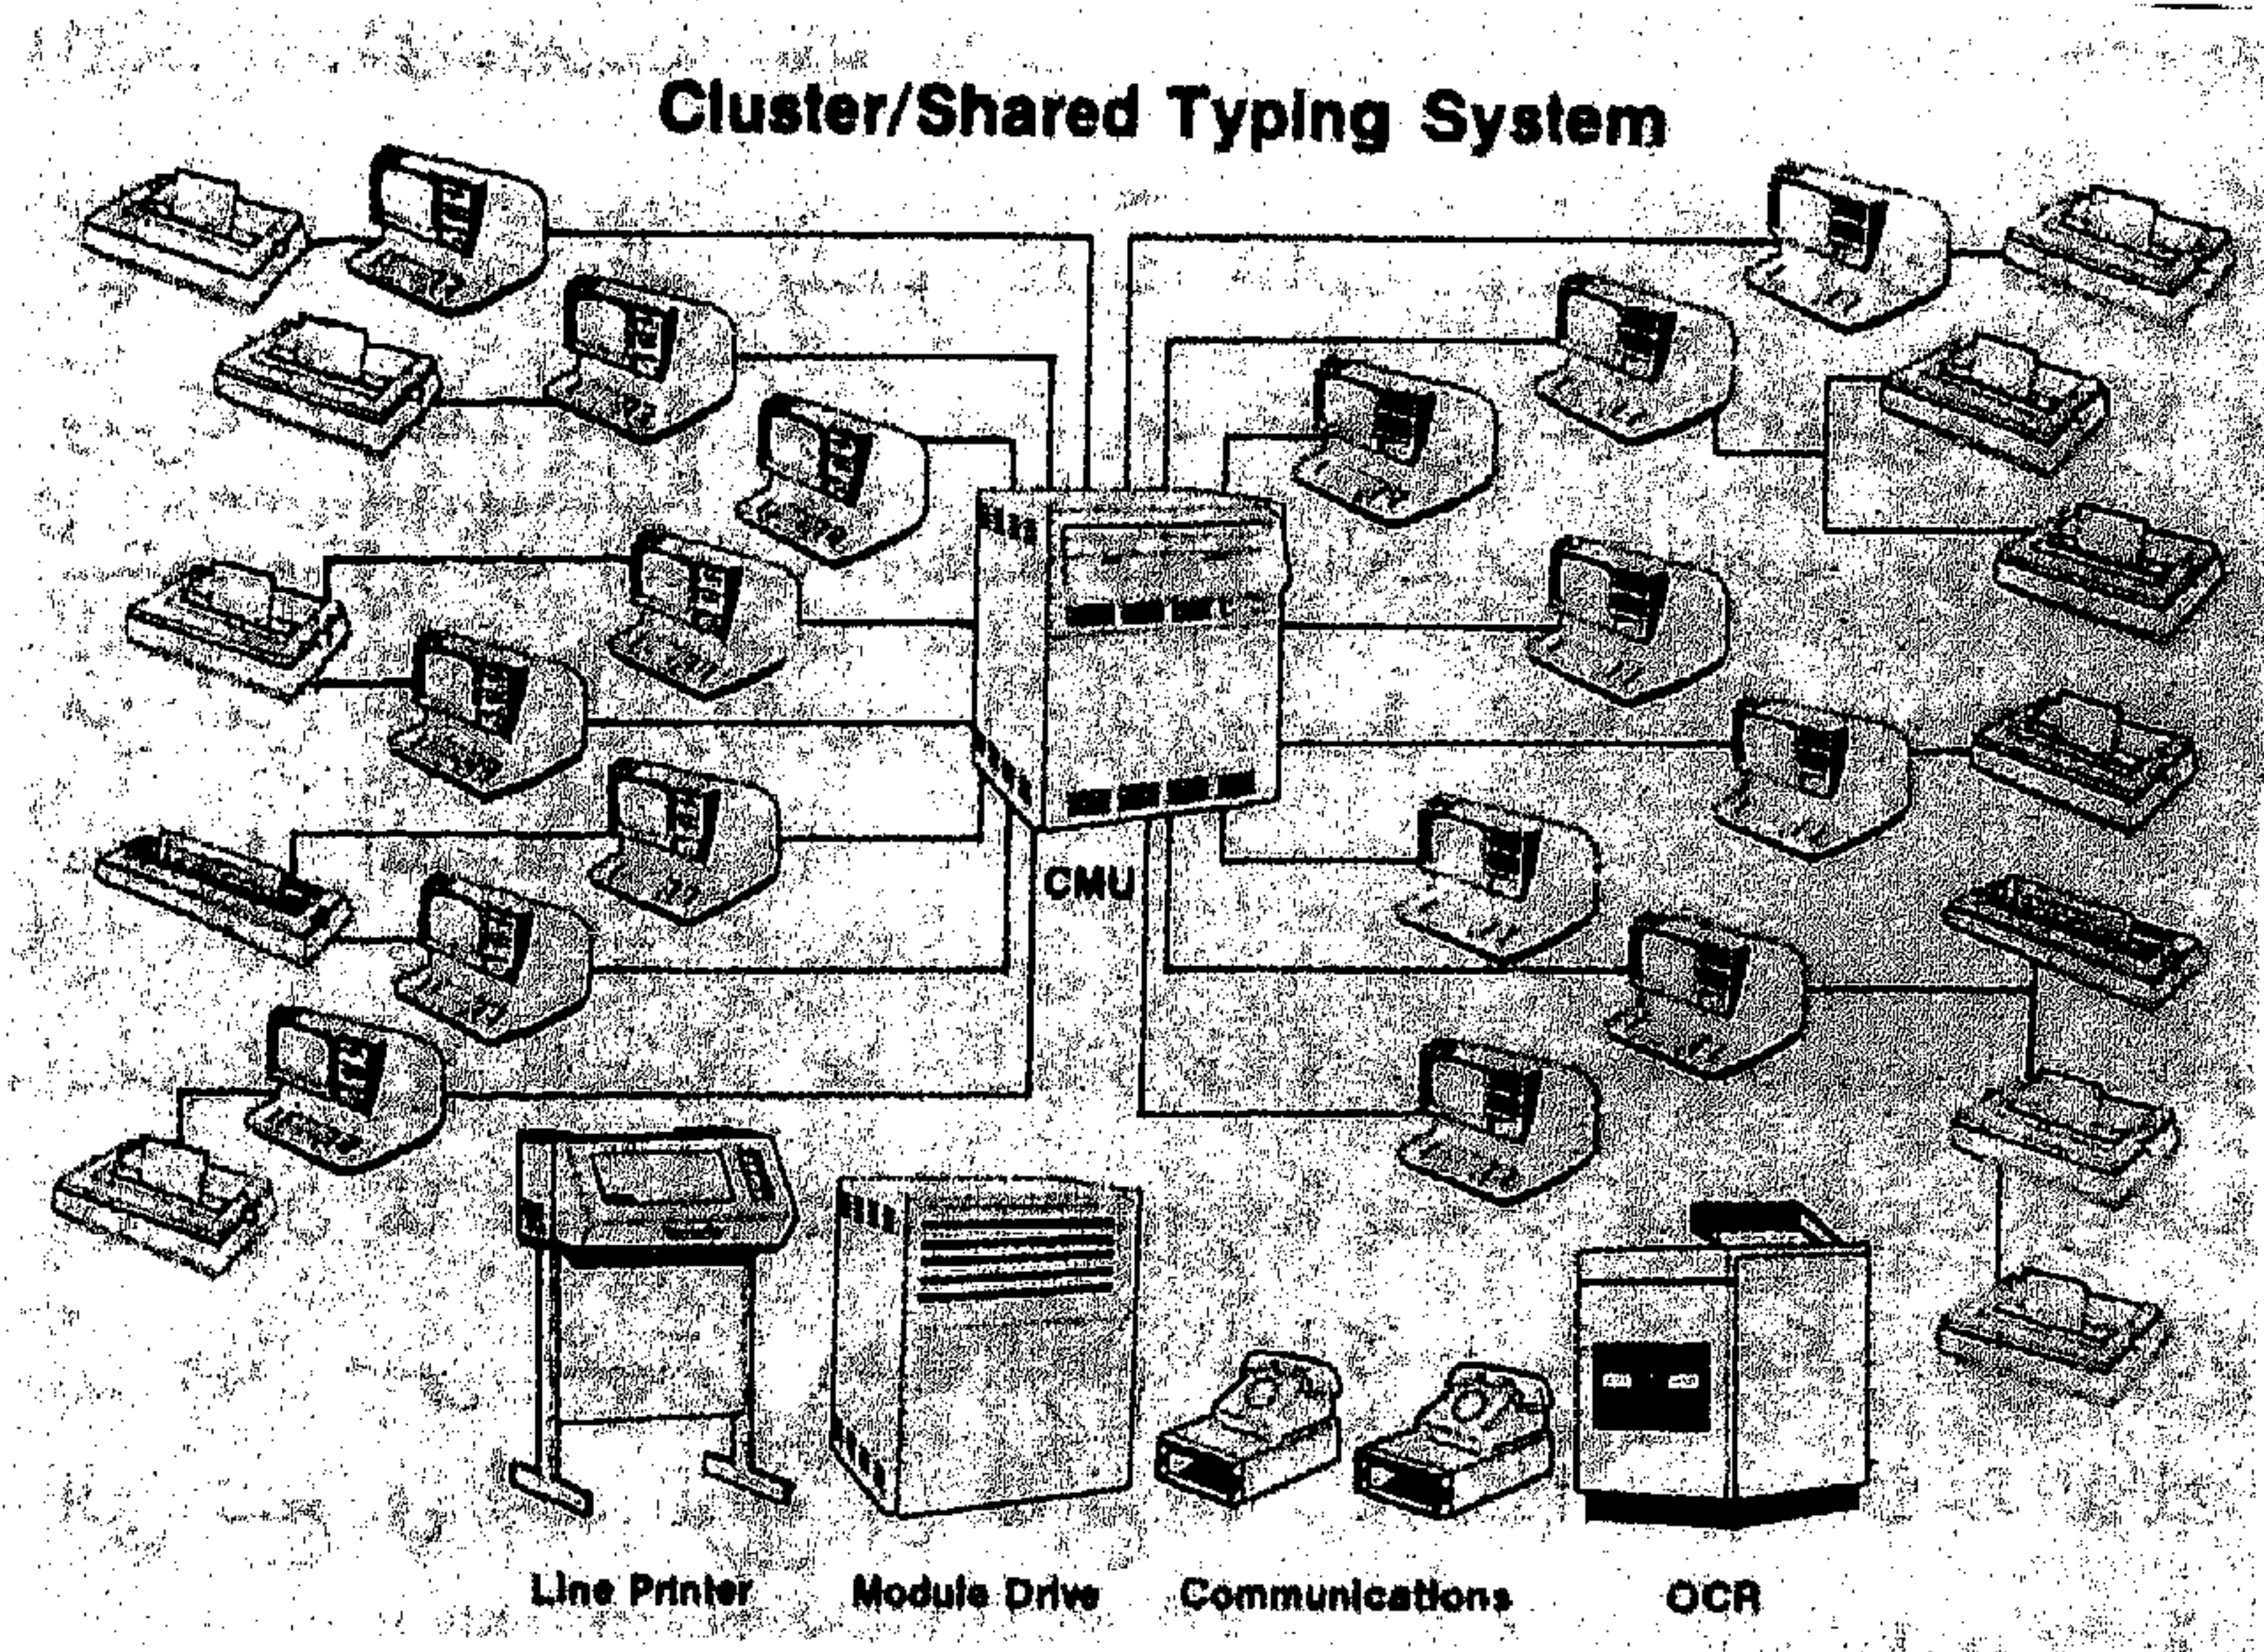 Cluster/Shared Typing System
CMU
Line Printer
Module Drive
Communications
OCR